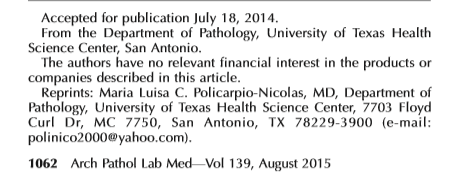 Accepted for publication July 18, 2014.
From the Department of Pathology, University of Texas Health
Science Center, San Antonio.
The authors have no relevant financial interest in the products or
companies described in this article.
Reprints: Maria Luisa C. Policarpio-Nicolas, MD, Department of
Pathology, University of Texas Health Science Center, 7703 Floyd
Curl Dr, MC 7750, San Antonio, TX 78229-3900 (e-mail:
polinico2000@yahoo.com).
1062 Arch Pathol Lab Med—Vol 139, August 2015